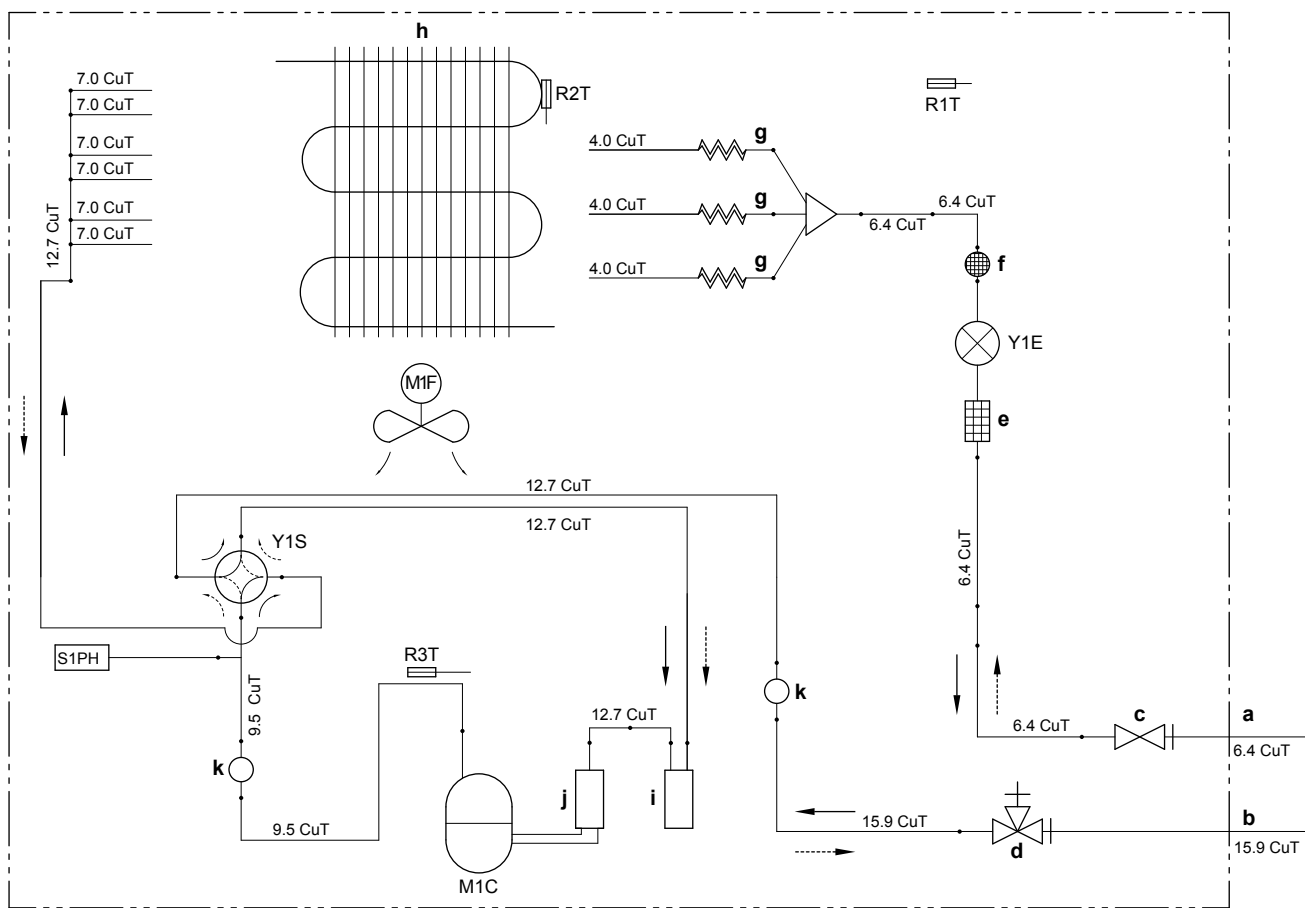 h
7.0 CuT
7.0 CuT
7.0 CuT
7.0 CuT
7.0 CuT
7.0 CuT
12.7 CuT
R2T
R1T
4.0 CuT
g
4.0 CuT
g
4.0 CuT
g
6.4 CuT
6.4 CuT
f
Y1E
e
M1F
12.7 CuT
12.7 CuT
Y1S
6.4 CuT
S1PH
R3T
9.5 CuT
k
k
12.7 CuT
6.4 CuT
c
a
6.4 CuT
j
i
9.5 CuT
M1C
15.9 CuT
d
b
15.9 CuT